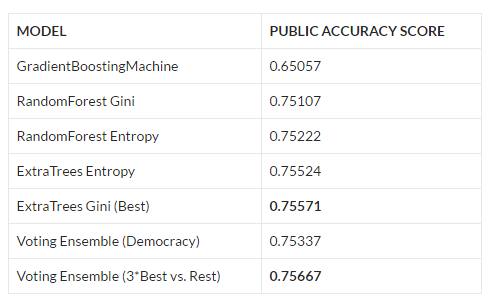 MODEL PUBLIC ACCURACY SCORE
GradientBoostingMachine 0.65057
RandomForest Gini 0.75107
RandomForest Entropy 0.75222
ExtraTrees Entropy 0.75524
ExtraTrees Gini (Best) 0.75571
Voting Ensemble (Democracy) 0.75337
Voting Ensemble (3*Best vs. Rest) 0.75667